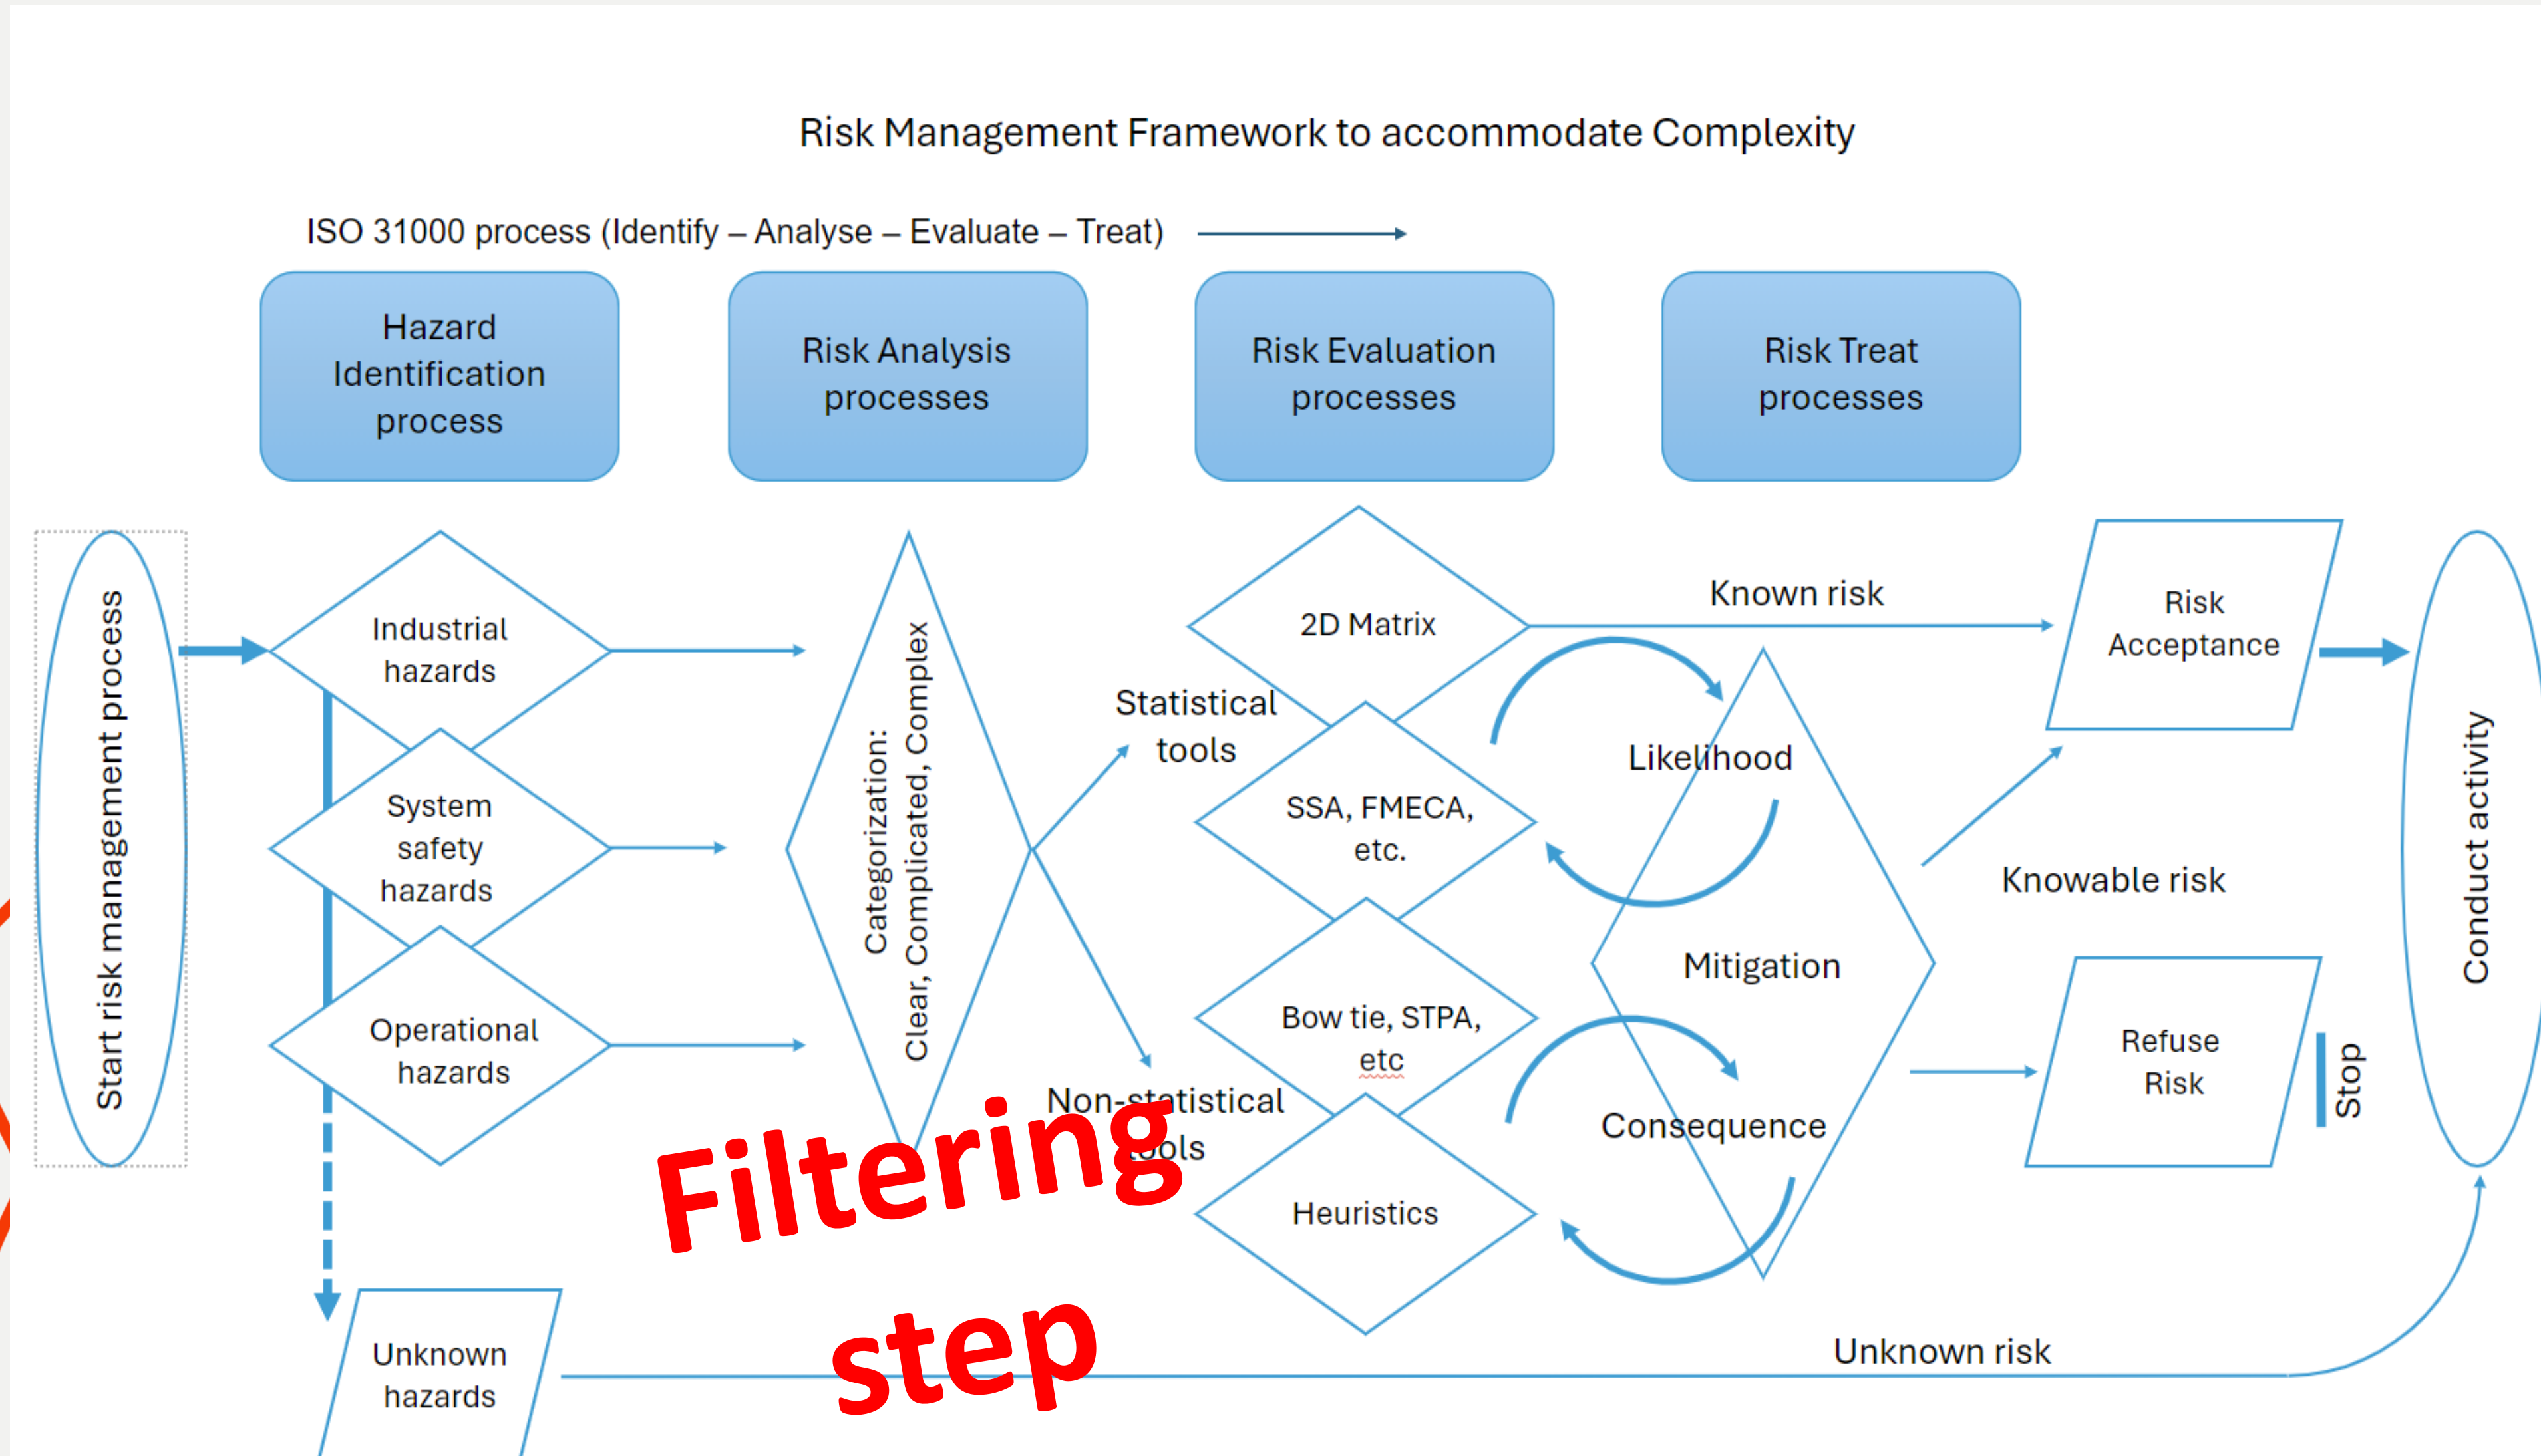 Risk Management Framework to accommodate Complexity
ISO 31000 process (Identify – Analyse – Evaluate – Treat)
Hazard
Identification
process
Risk Analysis
processes
Risk Evaluation
processes
Risk Treat
processes
Start risk management process
Industrial
hazards
System
safety
hazards
Operational
hazards
Unknown
hazards
Categorization:
Clear, Complicated, Complex
Statistical
tools
Non-statistical
tools
Filtering
step
2D Matrix
SSA, FMECA,
etc.
Bow tie, STPA,
etc
Heuristics
Known risk
Likelihood
Mitigation
Consequence
Knowable risk
Unknown risk
Risk
Acceptance
Refuse
Risk
Stop
Conduct activity